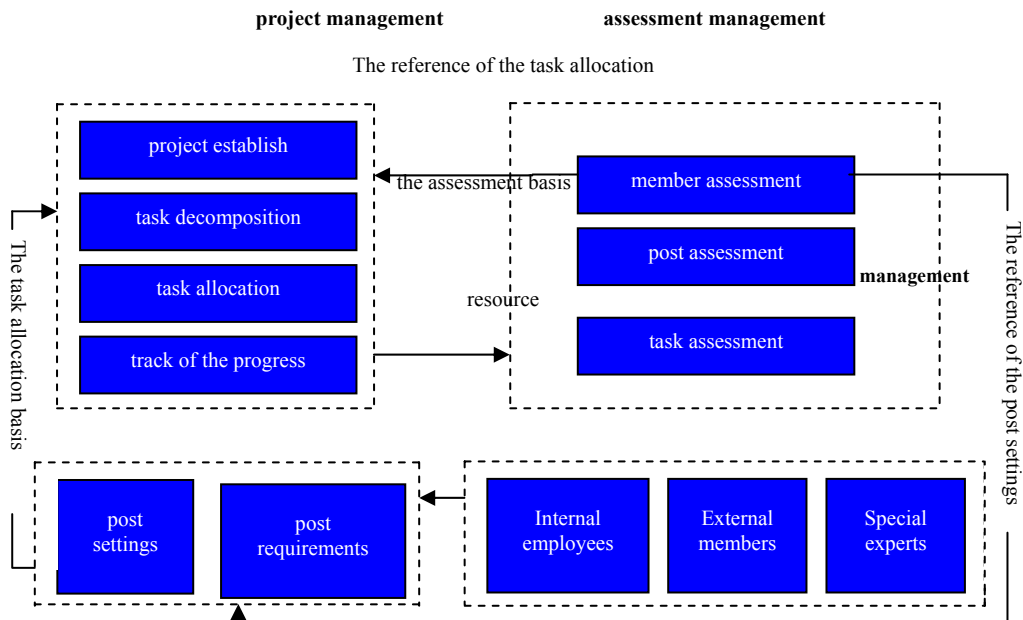 project management
assessment management
The reference of the task allocation
project establish
task decomposition
task allocation
track of the progress
The task allocation basis
the assessment basis
resource
member assessment
post assessment
management
task assessment
The reference of the post settings
post
settings
post
requirements
Internal
employees
External
members
Special
experts